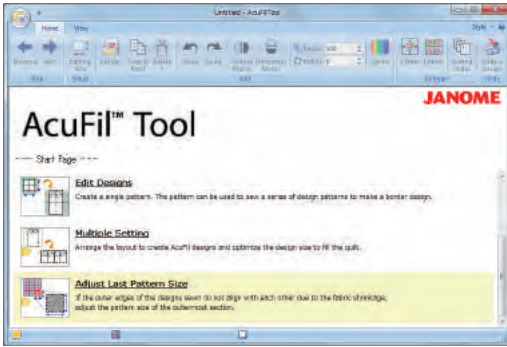 Untitled - AcuFilTool
Home View
Style
JANOME
AcuFil™ Tool
--- Start Page ---
Edit Designs
Create a single pattern. The pattern can be used to sew a series of design patterns to make a border design.
Multiple Setting
Arrange the layout to create AcuFil designs and optimize the design size to fill the quilt.
Adjust Last Pattern Size
If the outer edges of the designs sewn do not align with each other due to the fabric shrinkage,
adjust the pattern size of the outermost section.